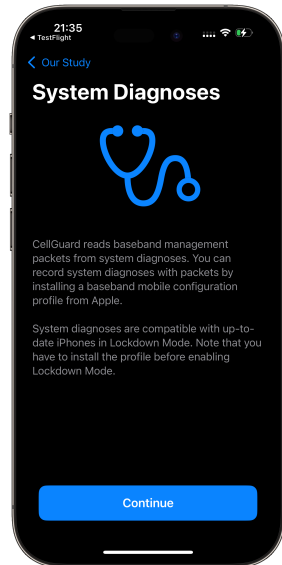 21:35
◀ TestFlight
Our Study
System Diagnoses
CellGuard reads baseband management
packets from system diagnoses. You can
record system diagnoses with packets by
installing a baseband mobile configuration
profile from Apple.
System diagnoses are compatible with up-to-
date iPhones in Lockdown Mode. Note that you
have to install the profile before enabling
Lockdown Mode.
Continue